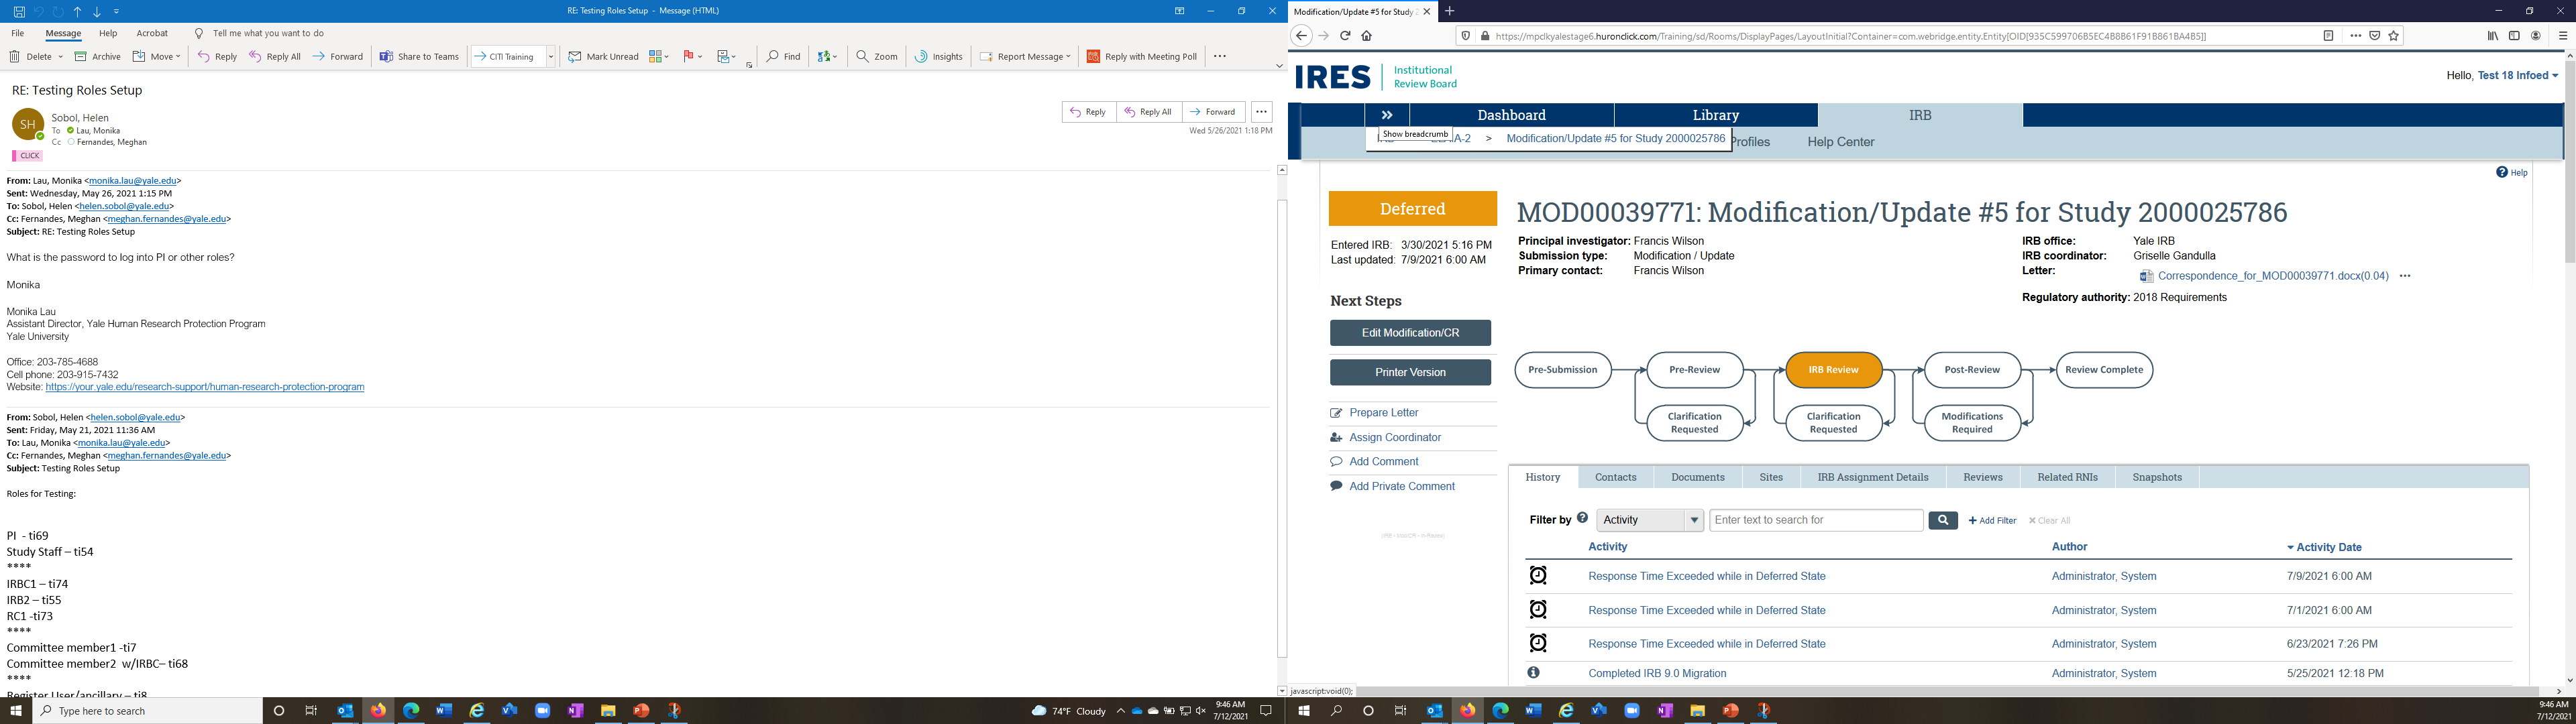 RE: Testing Roles Setup - Message (HTML)
File Message Help Acrobat Tell me what you want to do
Delete Archive Move Reply Reply All Forward Share to Teams CITI Training Mark Unread Find Zoom Insights Report Message Reply with Meeting Poll
RE: Testing Roles Setup
SH
Sobol, Helen
To Lau, Monika
Cc Fernandes, Meghan
Reply Reply All Forward
Wed 5/26/2021 1:18 PM
CLICK
From: Lau, Monika <monika.lau@yale.edu>
Sent: Wednesday, May 26, 2021 1:15 PM
To: Sobol, Helen <helen.sobol@yale.edu>
Cc: Fernandes, Meghan <meghan.fernandes@yale.edu>
Subject: RE: Testing Roles Setup
What is the password to log into PI or other roles?
Monika
Monika Lau
Assistant Director, Yale Human Research Protection Program
Yale University
Office: 203-785-4688
Cell phone: 203-915-7432
Website: https://your.yale.edu/research-support/human-research-protection-program
From: Sobol, Helen <helen.sobol@yale.edu>
Sent: Friday, May 21, 2021 11:36 AM
To: Lau, Monika <monika.lau@yale.edu>
Cc: Fernandes, Meghan <meghan.fernandes@yale.edu>
Subject: Testing Roles Setup
Roles for Testing:
PI - ti69
Study Staff – ti54
****
IRBC1 – ti74
IRB2 – ti55
RC1 -ti73
****
Committee member1 -ti7
Committee member2 w/IRBC– ti68
****
Register User/ancillary – ti8
Type here to search
74°F Cloudy
9:46 AM
7/12/2021
Modification/Update #5 for Study 2
https://mpdkyalestage6.hurondick.com/Training/sd/Rooms/DisplayPages/LayoutInitial?Container=com.webridge.entity.Entity[OID[935C599706B5EC4B8B61F91B861BA4B5]]
IRES Institutional
Review Board
Hello, Test 18 Infoed
Dashboard Library IRB
Show breadcrumb
A-2 > Modification/Update #5 for Study 2000025786 Profiles Help Center
Help
Deferred
MOD00039771: Modification/Update #5 for Study 2000025786
Entered IRB: 3/30/2021 5:16 PM
Last updated: 7/9/2021 6:00 AM
Principal investigator: Francis Wilson
Submission type: Modification / Update
Primary contact: Francis Wilson
IRB office: Yale IRB
IRB coordinator: Griselle Gandulla
Letter: Correspondence_for_MOD00039771.docx(0.04)
Regulatory authority: 2018 Requirements
Next Steps
Edit Modification/CR
Printer Version
Prepare Letter
Assign Coordinator
Add Comment
Add Private Comment
Pre-Submission Pre-Review IRB Review Post-Review Review Complete
Clarification Requested Clarification Requested Modifications Required
History Contacts Documents Sites IRB Assignment Details Reviews Related RNIs Snapshots
Filter by Activity Enter text to search for Add Filter Clear All
Activity Author Activity Date
Response Time Exceeded while in Deferred State Administrator, System 7/9/2021 6:00 AM
Response Time Exceeded while in Deferred State Administrator, System 7/1/2021 6:00 AM
Response Time Exceeded while in Deferred State Administrator, System 6/23/2021 7:26 PM
Completed IRB 9.0 Migration Administrator, System 5/25/2021 12:18 PM
javascript:void(0);
9:46 AM
7/12/2021